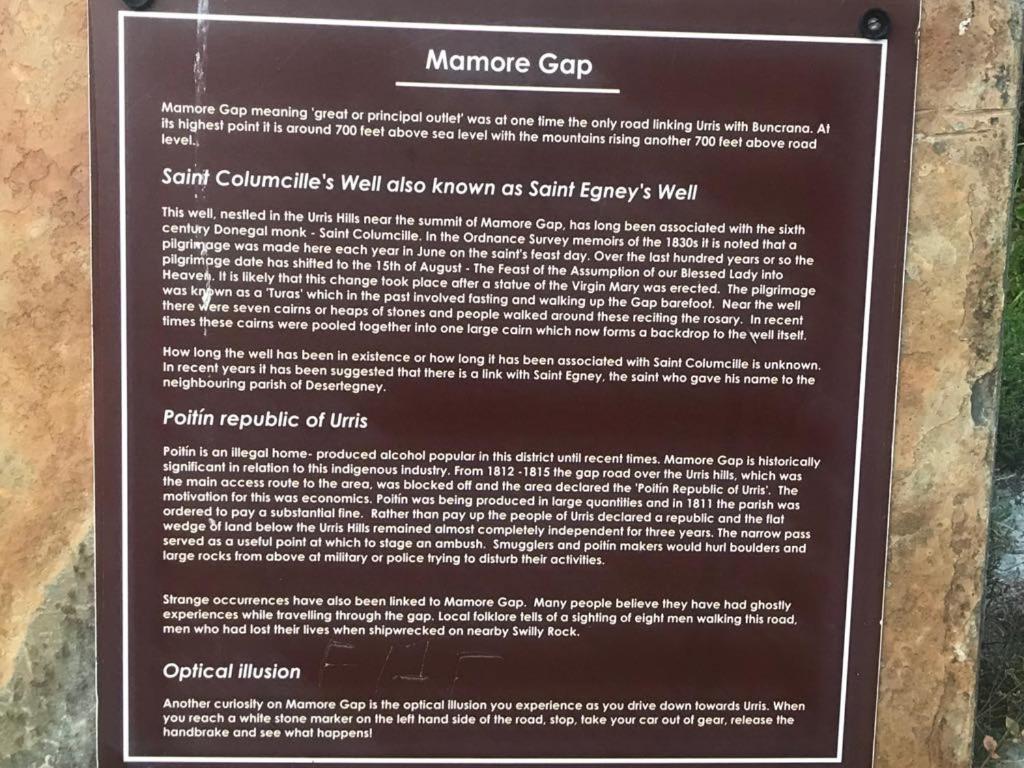 Mamore Gap
Mamore Gap meaning 'great or principal outlet' was at one time the only road linking Urris with Buncrana. At
its highest point it is around 700 feet above sea level with the mountains rising another 700 feet above road
level.
Saint Columcille's Well also known as Saint Egney's Well
This well, nestled in the Urris Hills near the summit of Mamore Gap, has long been associated with the sixth
century Donegal monk - Saint Columcille. In the Ordnance Survey memoirs of the 1830s it is noted that a
pilgrimage was made here each year in June on the saint's feast day. Over the last hundred years or so the
pilgrimage date has shifted to the 15th of August - The Feast of the Assumption of our Blessed Lady into
Heaven. It is likely that this change took place after a statue of the Virgin Mary was erected. The pilgrimage
was known as a 'Turas' which in the past involved fasting and walking up the Gap barefoot. Near the well
there were seven cairns or heaps of stones and people walked around these reciting the rosary. In recent
times these cairns were pooled together into one large cairn which now forms a backdrop to the well itself.
How long the well has been in existence or how long it has been associated with Saint Columcille is unknown.
In recent years it has been suggested that there is a link with Saint Egney, the saint who gave his name to the
neighbouring parish of Desertegney.
Poitín republic of Urris
Poitín is an illegal home- produced alcohol popular in this district until recent times. Mamore Gap is historically
significant in relation to this indigenous industry. From 1812 -1815 the gap road over the Urris hills, which was
the main access route to the area, was blocked off and the area declared the 'Poitín Republic of Urris'. The
motivation for this was economics. Poitín was being produced in large quantities and in 1811 the parish was
ordered to pay a substantial fine. Rather than pay up the people of Urris declared a republic and the flat
wedge of land below the Urris Hills remained almost completely independent for three years. The narrow pass
served as a useful point at which to stage an ambush. Smugglers and poitín makers would hurl boulders and
large rocks from above at military or police trying to disturb their activities.
Strange occurrences have also been linked to Mamore Gap. Many people believe they have had ghostly
experiences while travelling through the gap. Local folklore tells of a sighting of eight men walking this road,
men who had lost their lives when shipwrecked on nearby Swilly Rock.
Optical illusion
Another curiosity on Mamore Gap is the optical illusion you experience as you drive down towards Urris. When
you reach a white stone marker on the left hand side of the road, stop, take your car out of gear, release the
handbrake and see what happens!